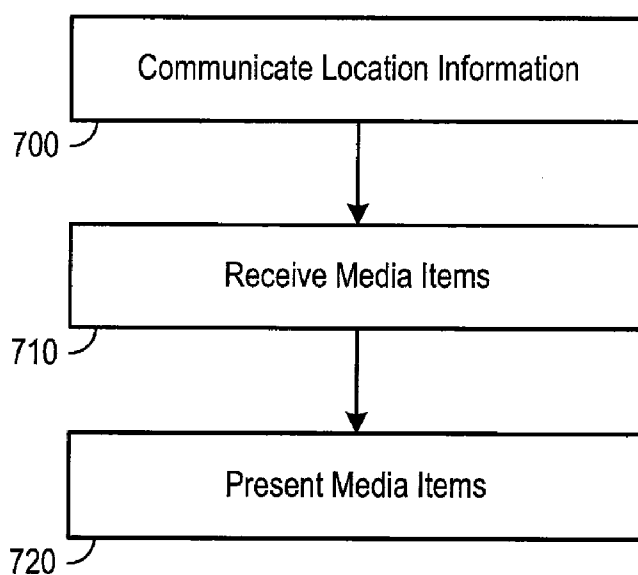 Communicate Location Information
700
Receive Media Items
710
Present Media Items
720